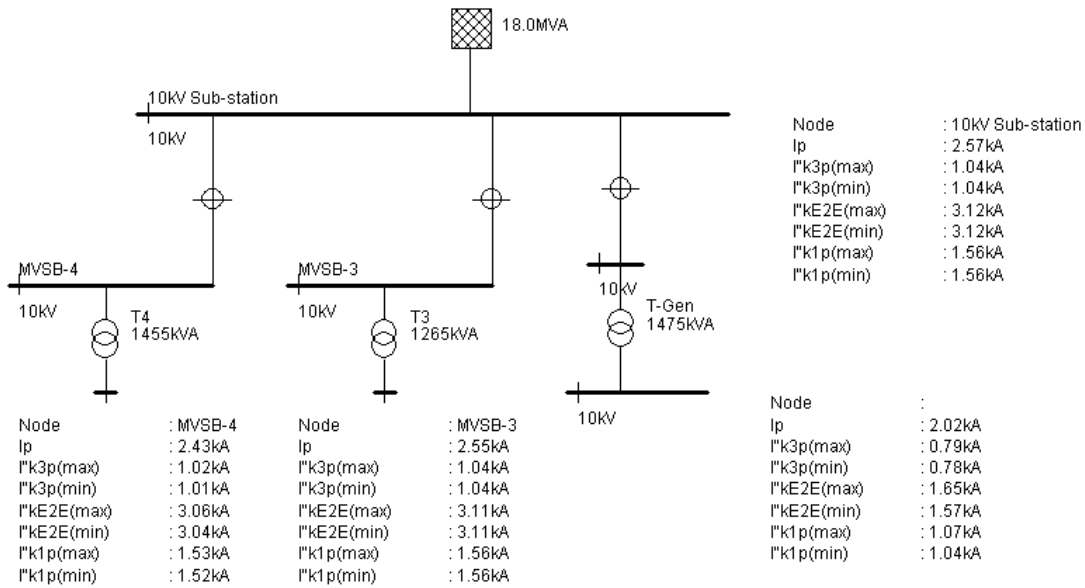 18.0MVA
10kV Sub-station
10kV
MVSB-4
10kV
T4
1455kVA
MVSB-3
10kV
T3
1265kVA
10kV
T-Gen
1475kVA
10kV
Node : 10kV Sub-station
Ip : 2.57kA
I"k3p(max) : 1.04kA
I"k3p(min) : 1.04kA
I"kE2E(max) : 3.12kA
I"kE2E(min) : 3.12kA
I"k1p(max) : 1.56kA
I"k1p(min) : 1.56kA
Node : MVSB-4
Ip : 2.43kA
I"k3p(max) : 1.02kA
I"k3p(min) : 1.01kA
I"kE2E(max) : 3.06kA
I"kE2E(min) : 3.04kA
I"k1p(max) : 1.53kA
I"k1p(min) : 1.52kA
Node : MVSB-3
Ip : 2.55kA
I"k3p(max) : 1.04kA
I"k3p(min) : 1.04kA
I"kE2E(max) : 3.11kA
I"kE2E(min) : 3.11kA
I"k1p(max) : 1.56kA
I"k1p(min) : 1.56kA
Node :
Ip : 2.02kA
I"k3p(max) : 0.79kA
I"k3p(min) : 0.78kA
I"kE2E(max) : 1.65kA
I"kE2E(min) : 1.57kA
I"k1p(max) : 1.07kA
I"k1p(min) : 1.04kA